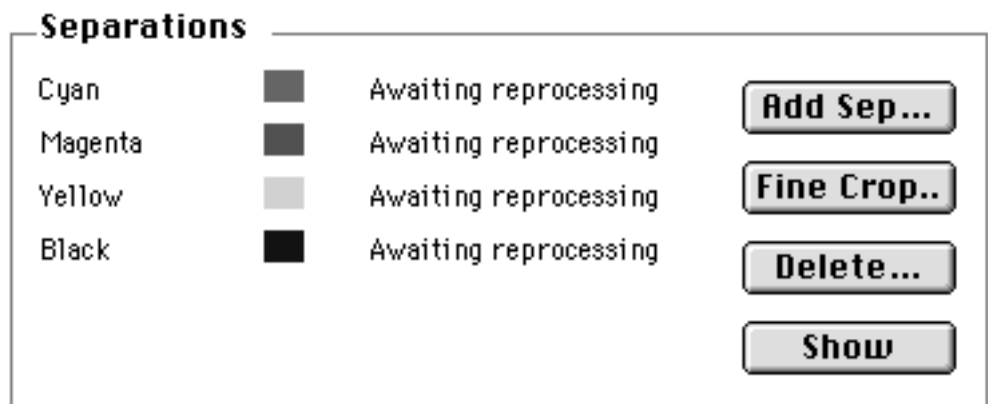 Separations
Cyan Awaiting reprocessing
Magenta Awaiting reprocessing
Yellow Awaiting reprocessing
Black Awaiting reprocessing
Add Sep...
Fine Crop..
Delete...
Show